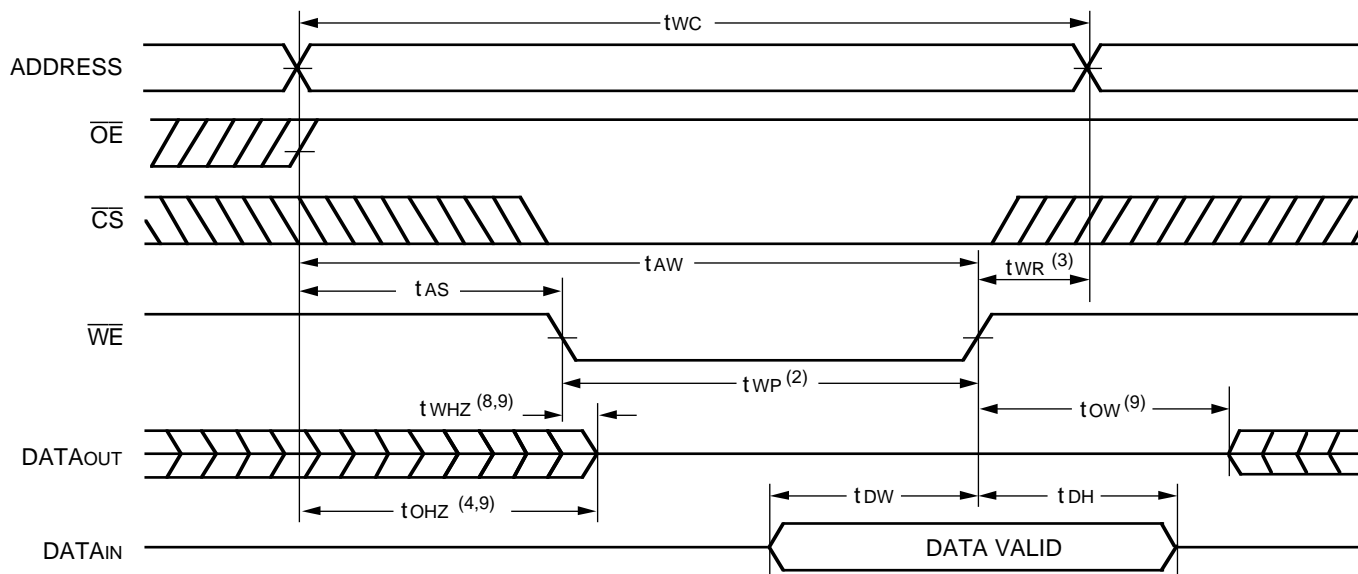 tWC
ADDRESS
OE
CS
tAW
tWR (3)
tAS
WE
tWP (2)
tWHZ (8,9)
tOW (9)
DATAOUT
tDW
tDH
tOHZ (4,9)
DATAIN
DATA VALID